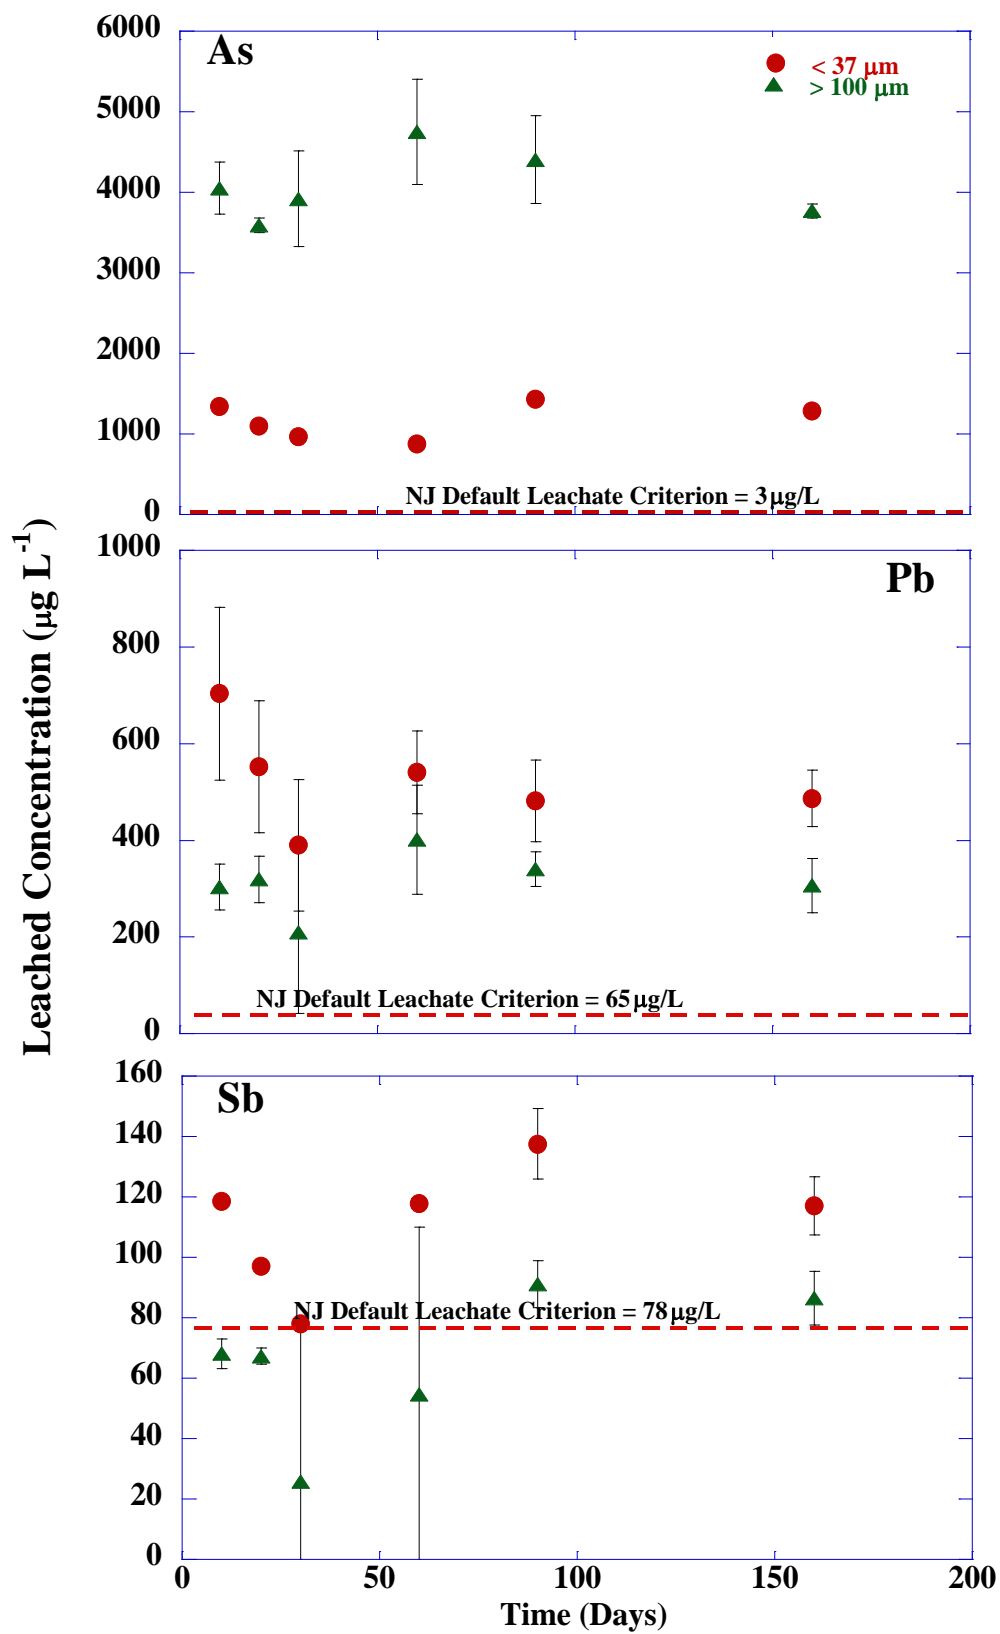 As
< 37 µm
> 100 µm
6000
5000
4000
3000
2000
1000
0
NJ Default Leachate Criterion = 3µg/L
Leached Concentration (µg L-1)
Pb
1000
800
600
400
200
0
NJ Default Leachate Criterion = 65µg/L
Sb
160
140
120
100
80
60
40
20
0
NJ Default Leachate Criterion = 78µg/L
0 50 100 150 200
Time (Days)